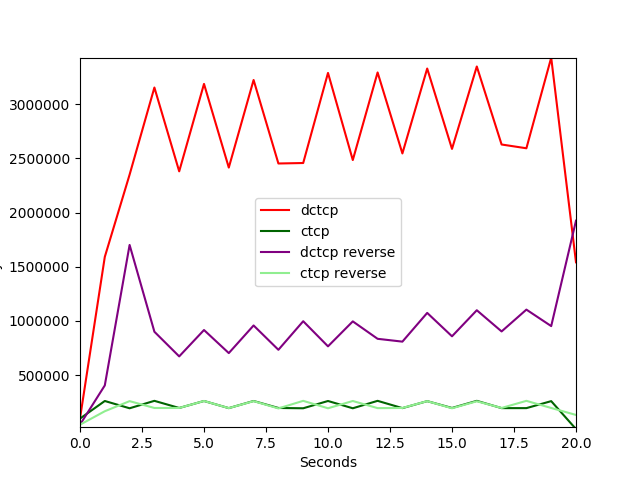 3000000
2500000
2000000
1500000
1000000
500000
dctcp
ctcp
dctcp reverse
ctcp reverse
0.0 2.5 5.0 7.5 10.0 12.5 15.0 17.5 20.0
Seconds